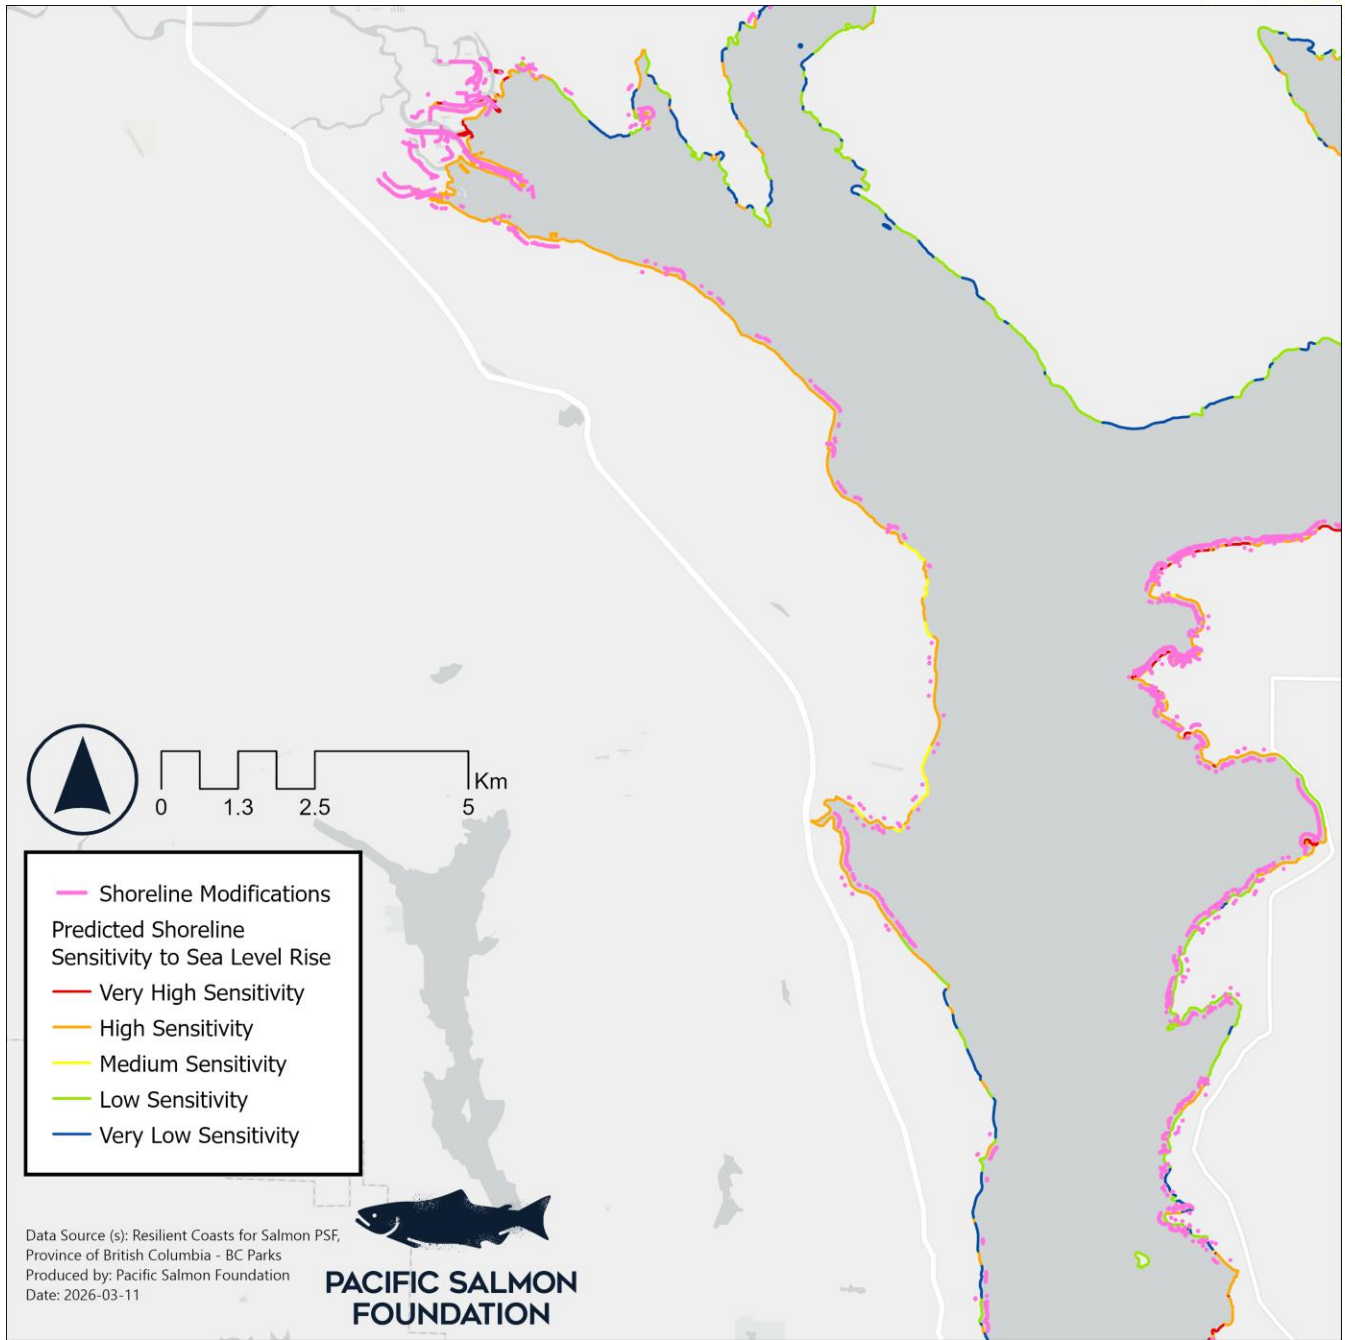 Km
0 1.3 2.5 5
Shoreline Modifications
Predicted Shoreline
Sensitivity to Sea Level Rise
Very High Sensitivity
High Sensitivity
Medium Sensitivity
Low Sensitivity
Very Low Sensitivity
Data Source (s): Resilient Coasts for Salmon PSF,
Province of British Columbia - BC Parks
Produced by: Pacific Salmon Foundation
Date: 2026-03-11
PACIFIC SALMON
FOUNDATION